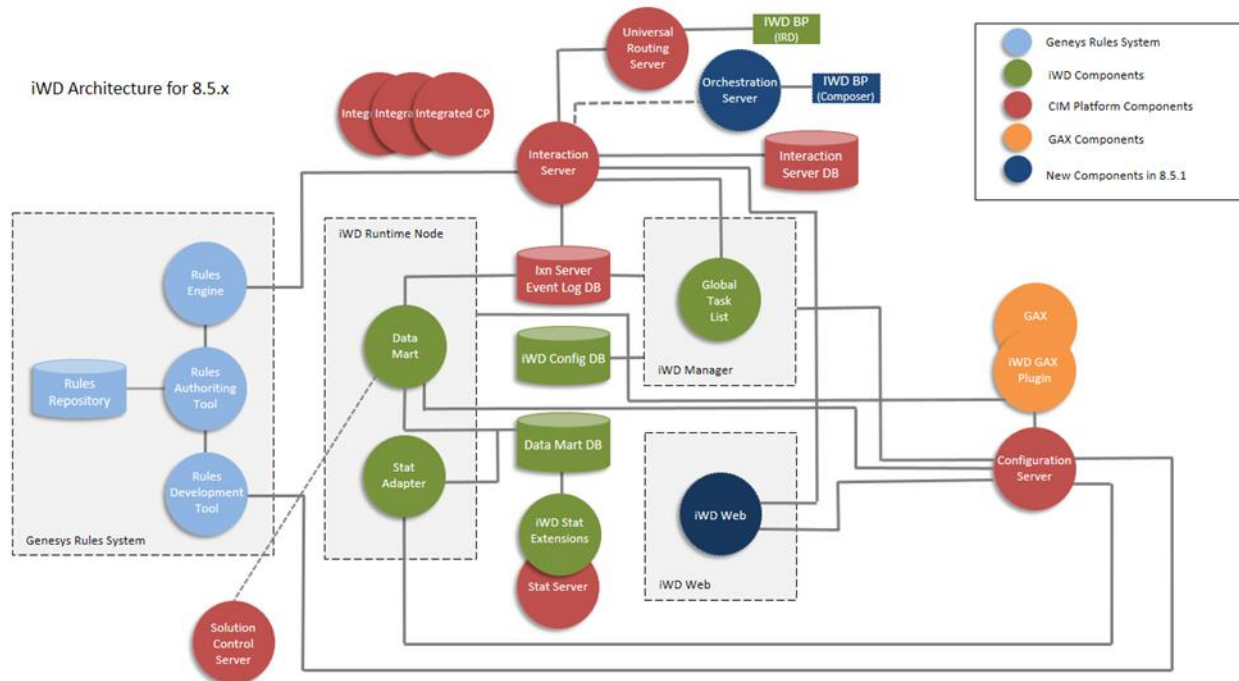 iWD Architecture for 8.5.x
Universal
Routing
Server
IWD BP
(IRD)
Orchestration
Server
IWD BP
(Composer)
Geneys Rules System
iWD Components
CIM Platform Components
GAX Components
New Components in 8.5.1
Integra
Integra
Integrated CP
Interaction
Server
Interaction
Server DB
iWD Runtime Node
Rules
Engine
Ixn Server
Event Log DB
Global
Task
List
GAX
Data
Mart
iWD Config DB
iWD Manager
iWD GAX
Plugin
Rules
Repository
Rules
Authoriting
Tool
Data Mart DB
Configuration
Server
Stat
Adapter
Rules
Development
Tool
iWD Web
iWD Stat
Extensions
Genesys Rules System
Stat Server
iWD Web
Solution
Control
Server